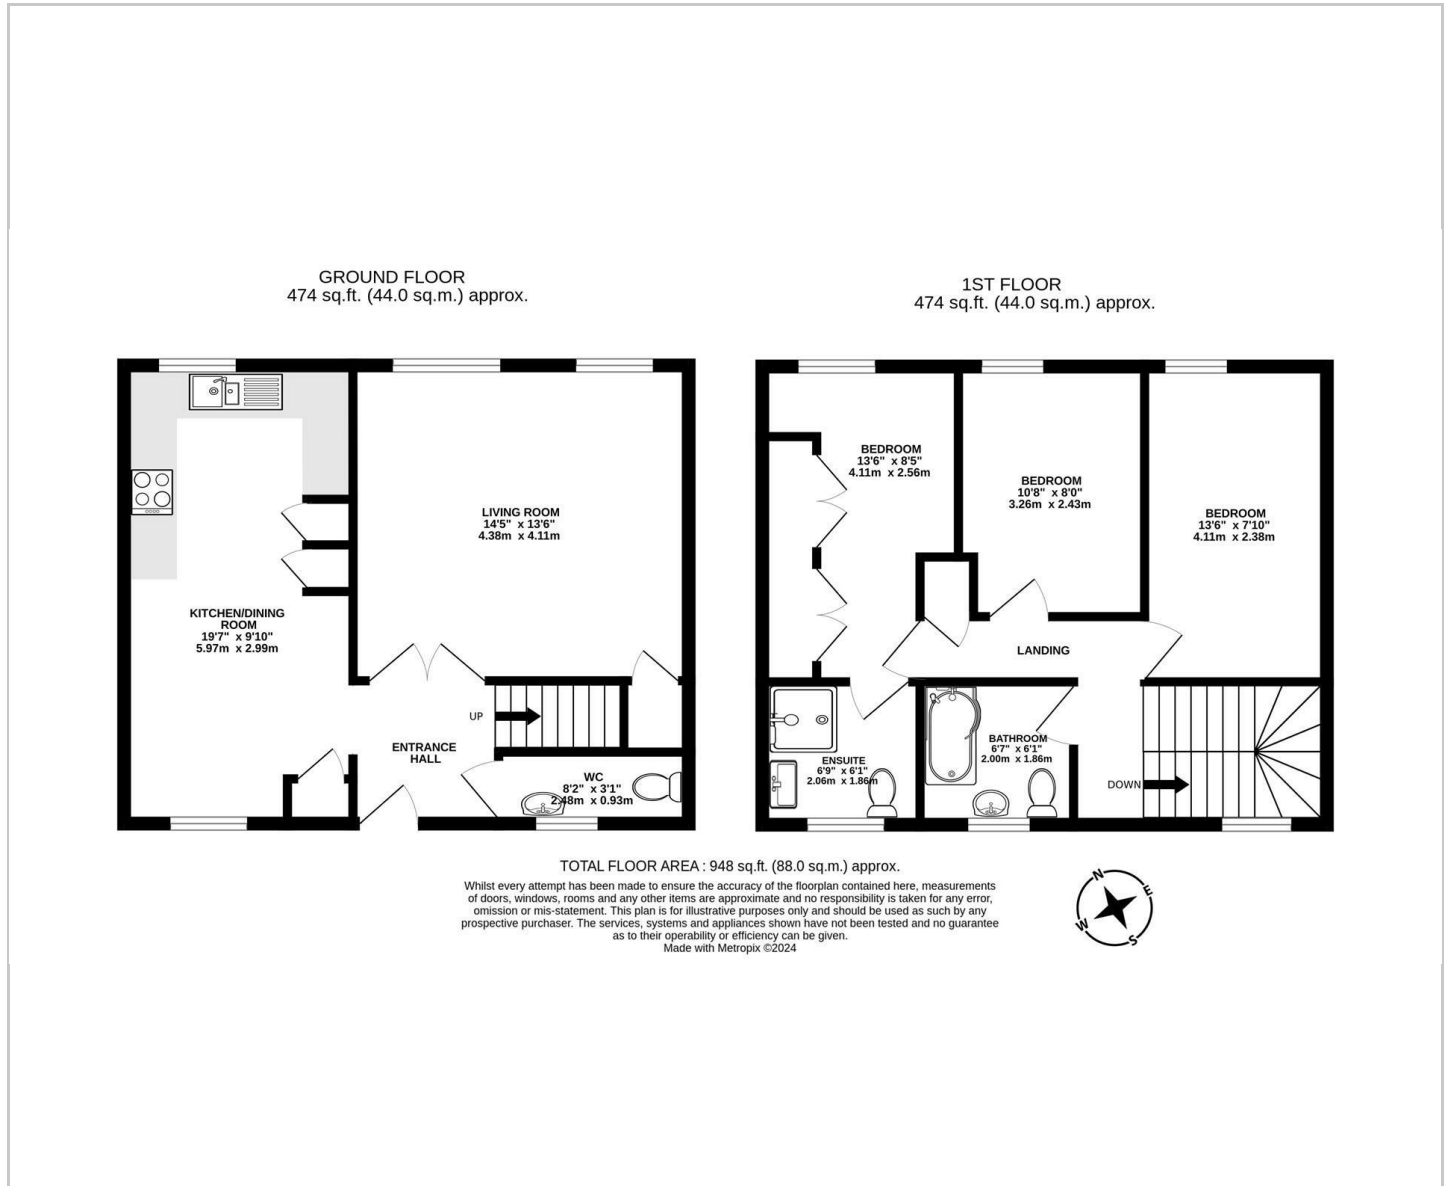 GROUND FLOOR
474 sq.ft. (44.0 sq.m.) approx.
KITCHEN/DINING
ROOM
19'7" x 9'10"
5.97m x 2.99m
LIVING ROOM
14'5" x 13'6"
4.38m x 4.11m
UP
ENTRANCE
HALL
WC
8'2" x 3'1"
2.48m x 0.93m
1ST FLOOR
474 sq.ft. (44.0 sq.m.) approx.
BEDROOM
13'6" x 8'5"
4.11m x 2.56m
BEDROOM
10'8" x 8'0"
3.26m x 2.43m
BEDROOM
13'6" x 7'10"
4.11m x 2.38m
LANDING
ENSUITE
6'9" x 6'1"
2.06m x 1.86m
BATHROOM
6'7" x 6'1"
2.00m x 1.86m
DOWN
TOTAL FLOOR AREA : 948 sq.ft. (88.0 sq.m.) approx.
Whilst every attempt has been made to ensure the accuracy of the floorplan contained here, measurements
of doors, windows, rooms and any other items are approximate and no responsibility is taken for any error,
omission or mis-statement. This plan is for illustrative purposes only and should be used as such by any
prospective purchaser. The services, systems and appliances shown have not been tested and no guarantee
as to their operability or efficiency can be given.
Made with Metropix ©2024
N
E
W
S